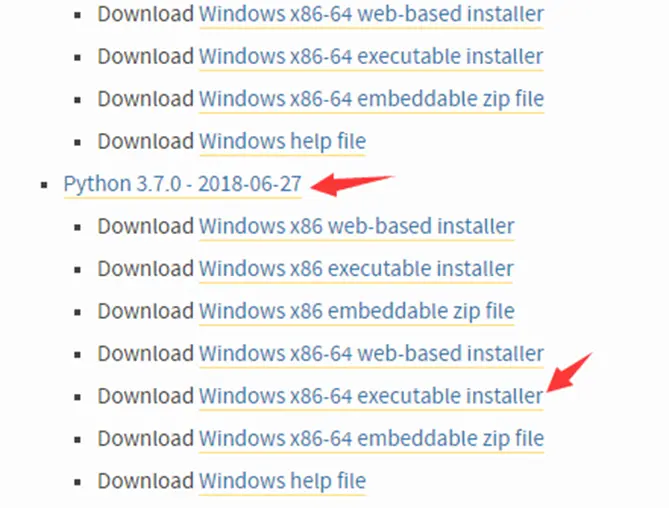 Download Windows x86-64 web-based installer
Download Windows x86-64 executable installer
Download Windows x86-64 embeddable zip file
Download Windows help file
Python 3.7.0 - 2018-06-27
Download Windows x86 web-based installer
Download Windows x86 executable installer
Download Windows x86 embeddable zip file
Download Windows x86-64 web-based installer
Download Windows x86-64 executable installer
Download Windows x86-64 embeddable zip file
Download Windows help file